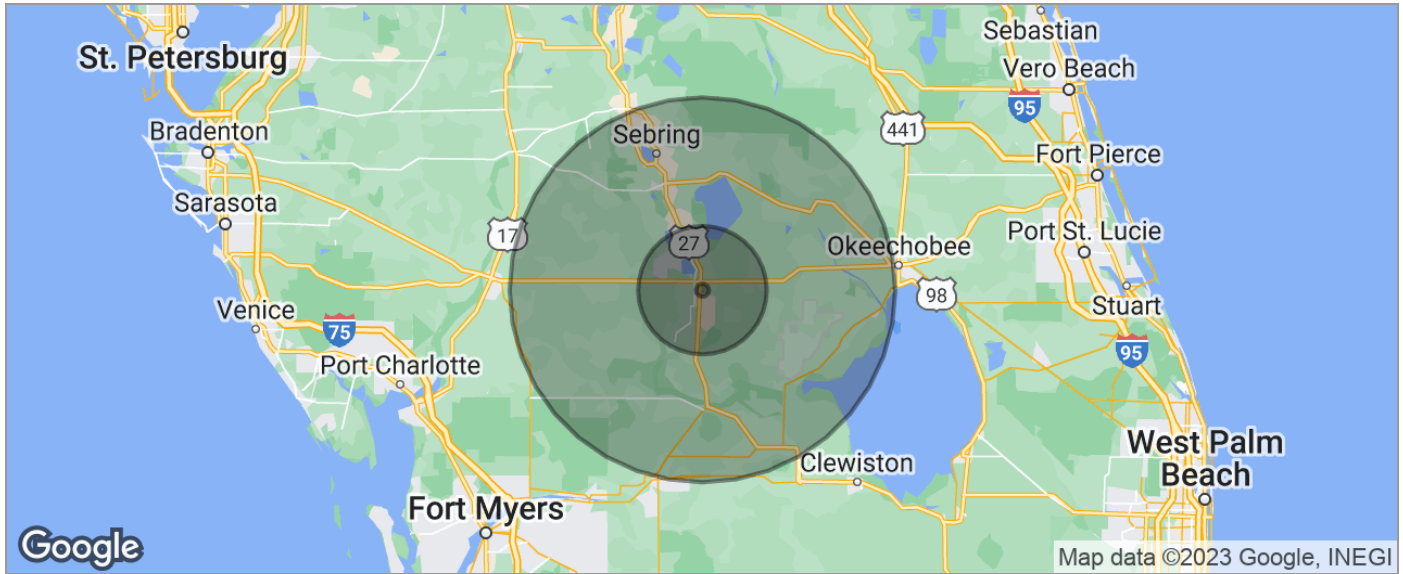 St. Petersburg
Sebastian
Vero Beach
95
441
Bradenton
Sebring
Fort Pierce
Sarasota
17
27
Okeechobee
Port St. Lucie
98
Venice
75
Stuart
Port Charlotte
95
Clewiston
West Palm
Beach
Fort Myers
Google
Map data ©2023 Google, INEGI